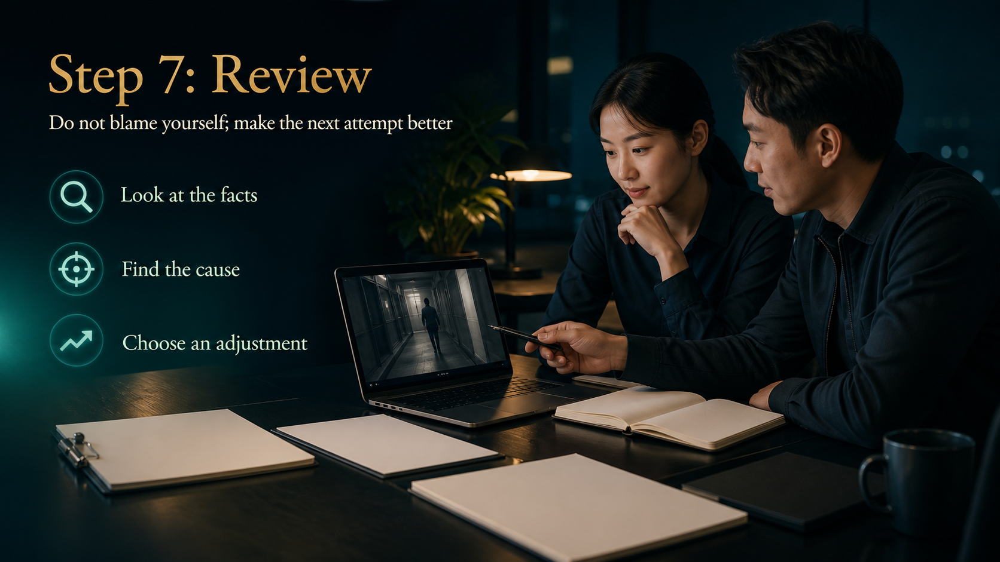 Step 7: Review
Do not blame yourself; make the next attempt better
Look at the facts
Find the cause
Choose an adjustment